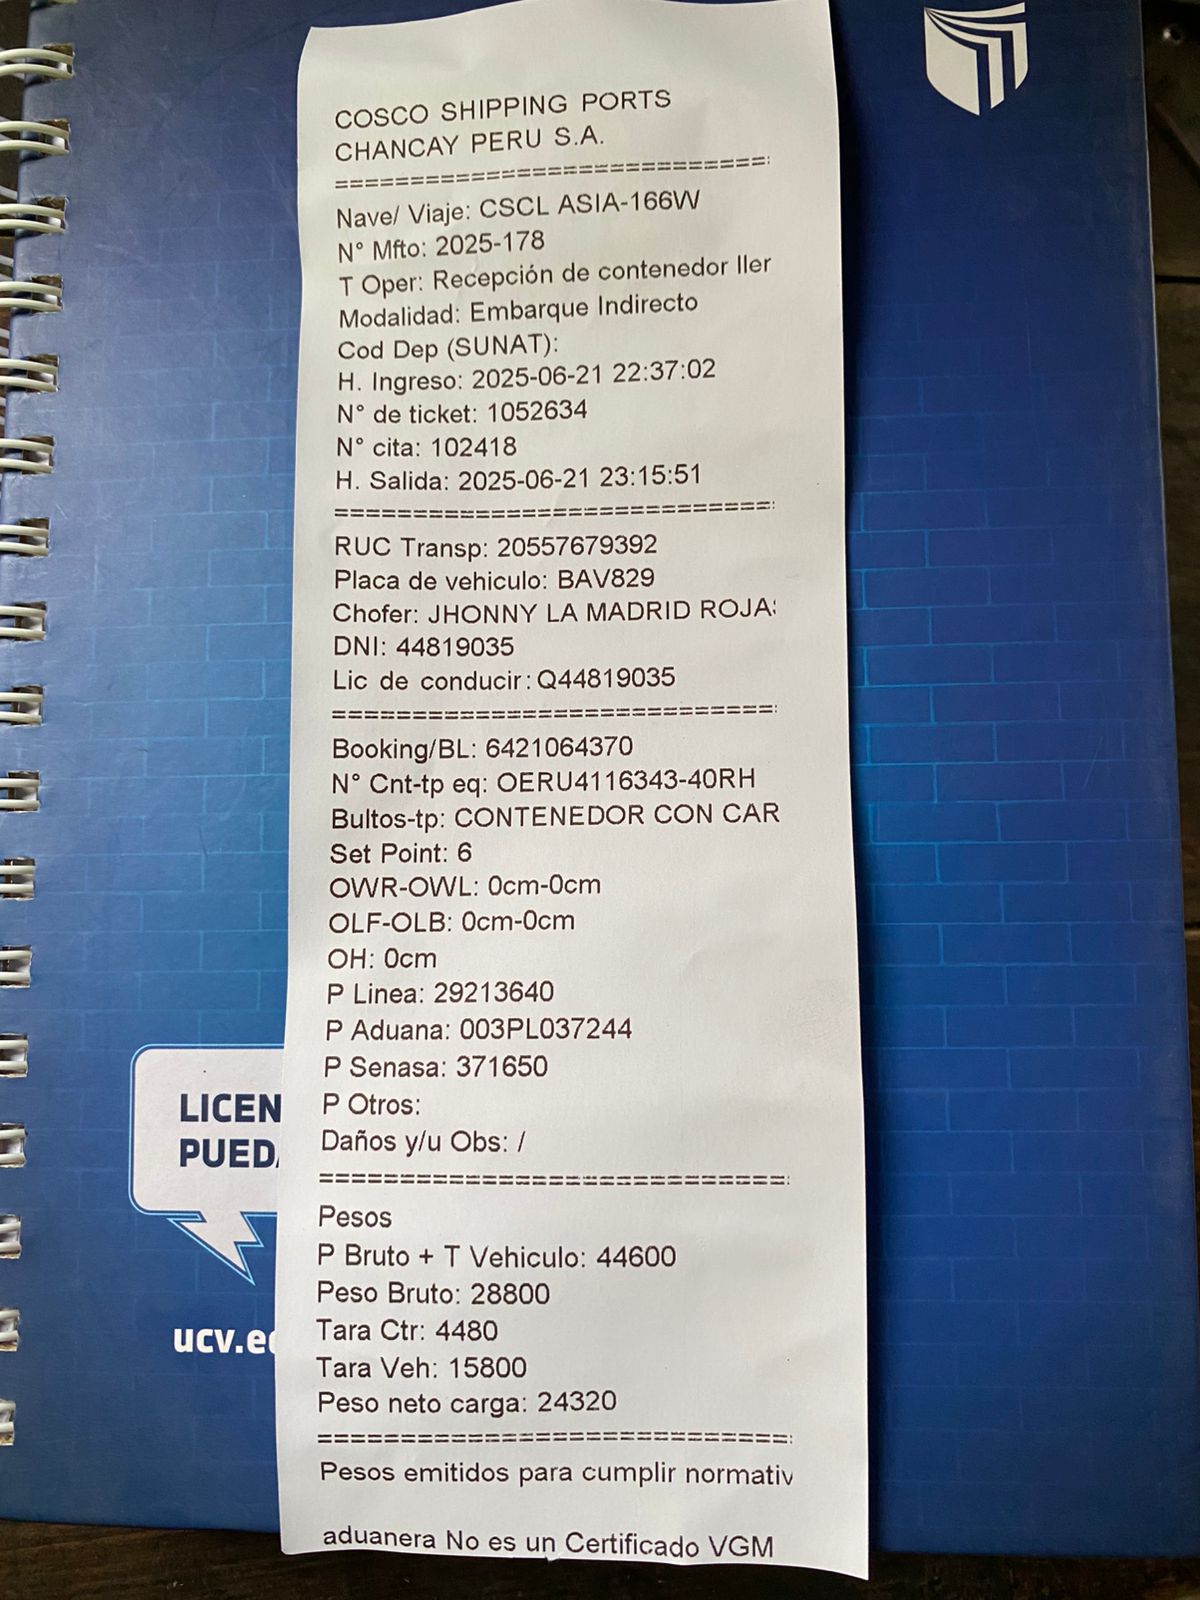 COSCO SHIPPING PORTS
CHANCAY PERU S.A.
==============================
Nave/ Viaje: CSCL ASIA-166W
N° Mfto: 2025-178
T Oper: Recepción de contenedor ller
Modalidad: Embarque Indirecto
Cod Dep (SUNAT):
H. Ingreso: 2025-06-21 22:37:02
N° de ticket: 1052634
N° cita: 102418
H. Salida: 2025-06-21 23:15:51
==============================
RUC Transp: 20557679392
Placa de vehiculo: BAV829
Chofer: JHONNY LA MADRID ROJA
DNI: 44819035
Lic de conducir: Q44819035
==============================
Booking/BL: 6421064370
N° Cnt-tp eq: OERU4116343-40RH
Bultos-tp: CONTENEDOR CON CAR
Set Point: 6
OWR-OWL: 0cm-0cm
OLF-OLB: 0cm-0cm
OH: 0cm
P Linea: 29213640
P Aduana: 003PL037244
P Senasa: 371650
P Otros:
Daños y/u Obs: /
==============================
Pesos
P Bruto + T Vehiculo: 44600
Peso Bruto: 28800
Tara Ctr: 4480
Tara Veh: 15800
Peso neto carga: 24320
==============================
Pesos emitidos para cumplir normativ
aduanera No es un Certificado VGM
LICEN
PUEDA
ucv.e